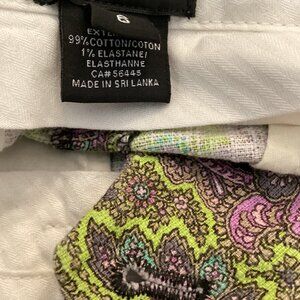 6
EXTE
99% COTTON/COTON
1% ELASTANE/
ELASTHANNE
CA# 56445
MADE IN SRI LANKA